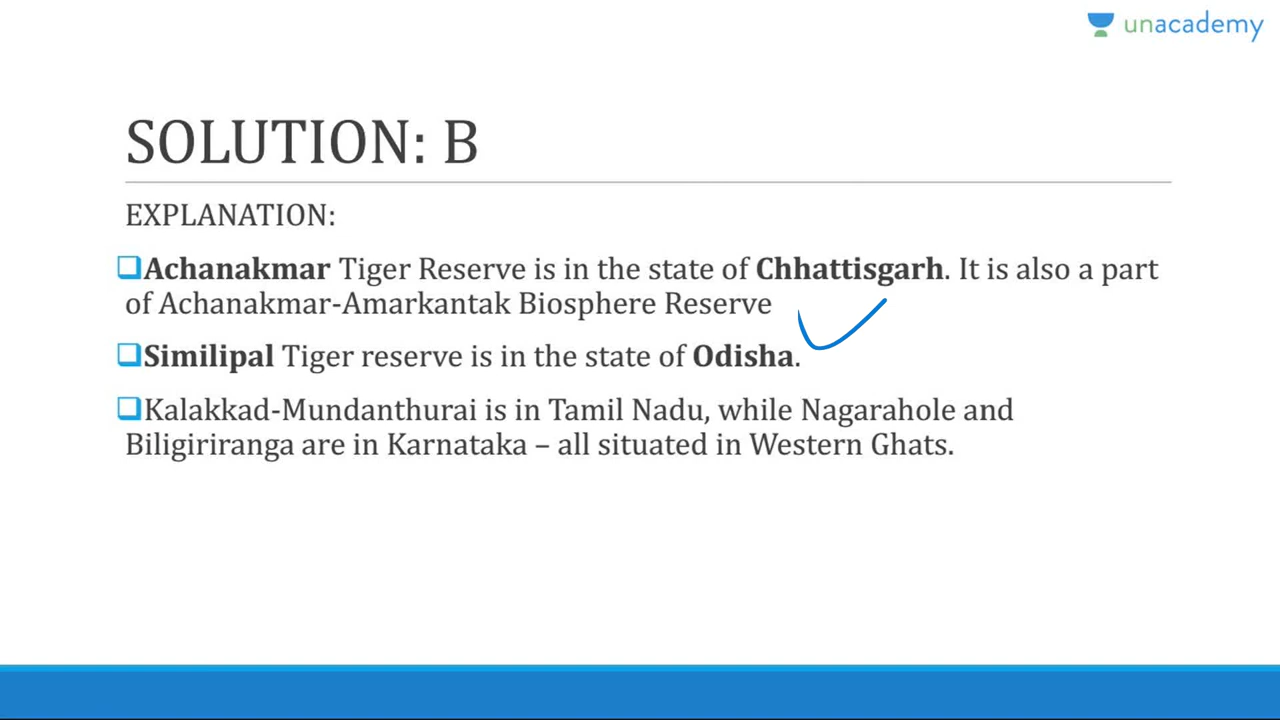 unacademy
SOLUTION: B
EXPLANATION:
Achanakmar Tiger Reserve is in the state of Chhattisgarh. It is also a part
of Achanakmar-Amarkantak Biosphere Reserve
Similipal Tiger reserve is in the state of Odisha.
Kalakkad-Mundanthurai is in Tamil Nadu, while Nagarahole and
Biligiriranga are in Karnataka – all situated in Western Ghats.